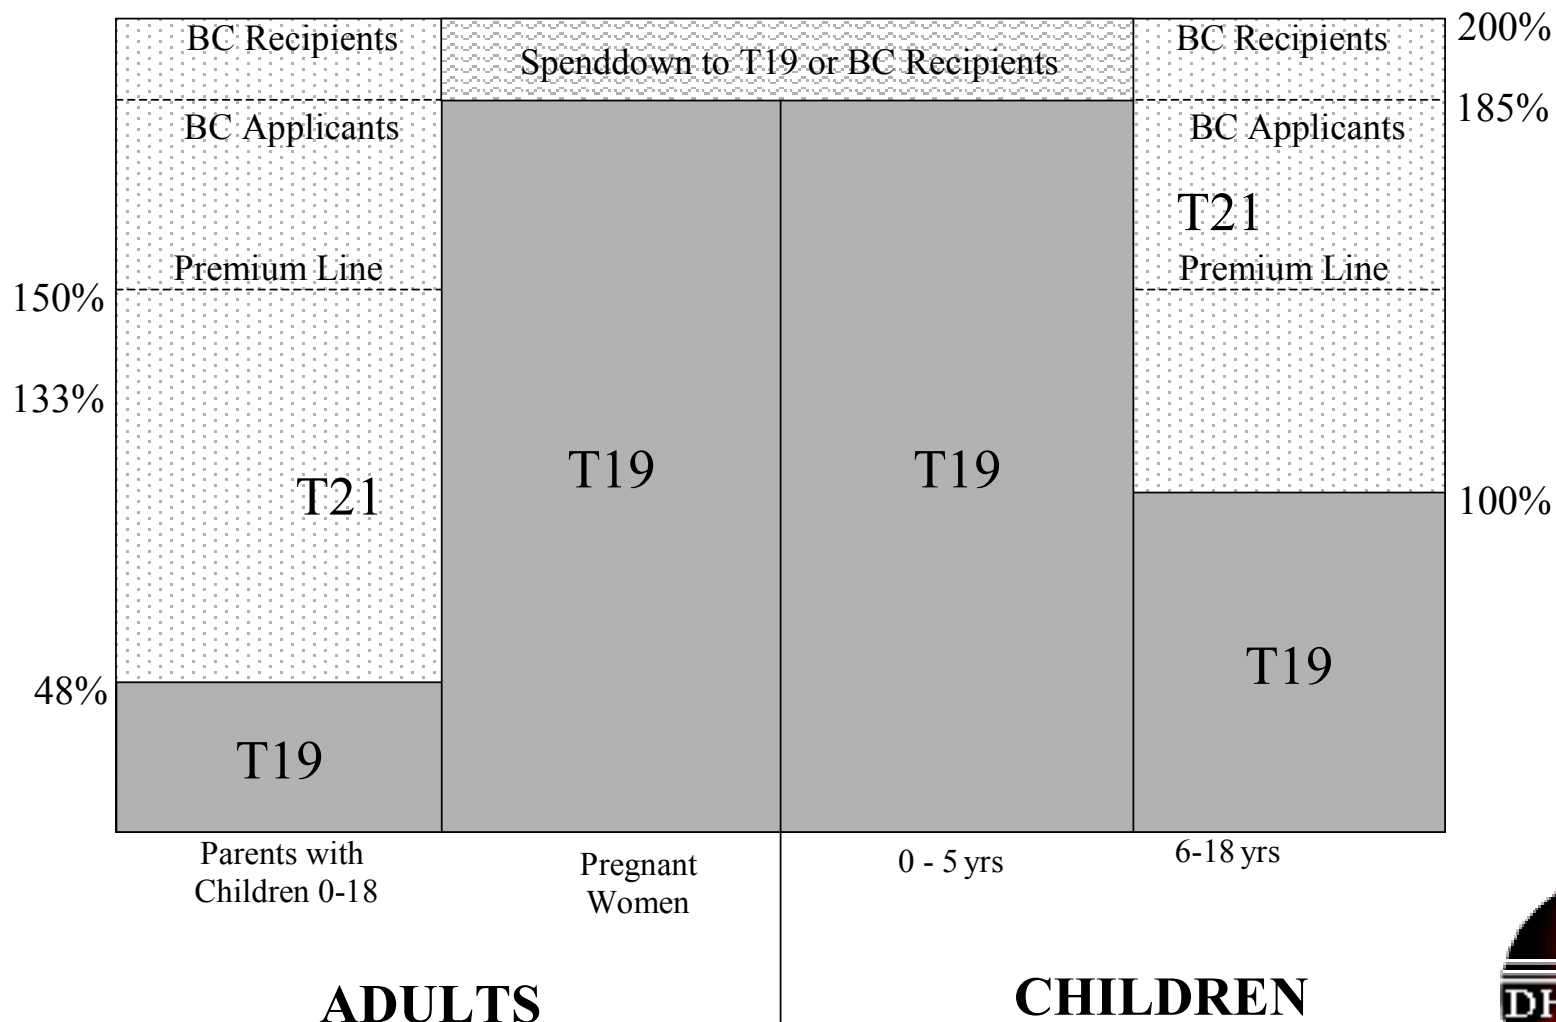 BC Recipients
Spenddown to T19 or BC Recipients
BC Recipients
200%
BC Applicants
BC Applicants
185%
T21
Premium Line
Premium Line
150%
133%
T19
T19
T21
100%
T19
48%
T19
Parents with
Children 0-18
Pregnant
Women
0 - 5 yrs
6-18 yrs
ADULTS
CHILDREN